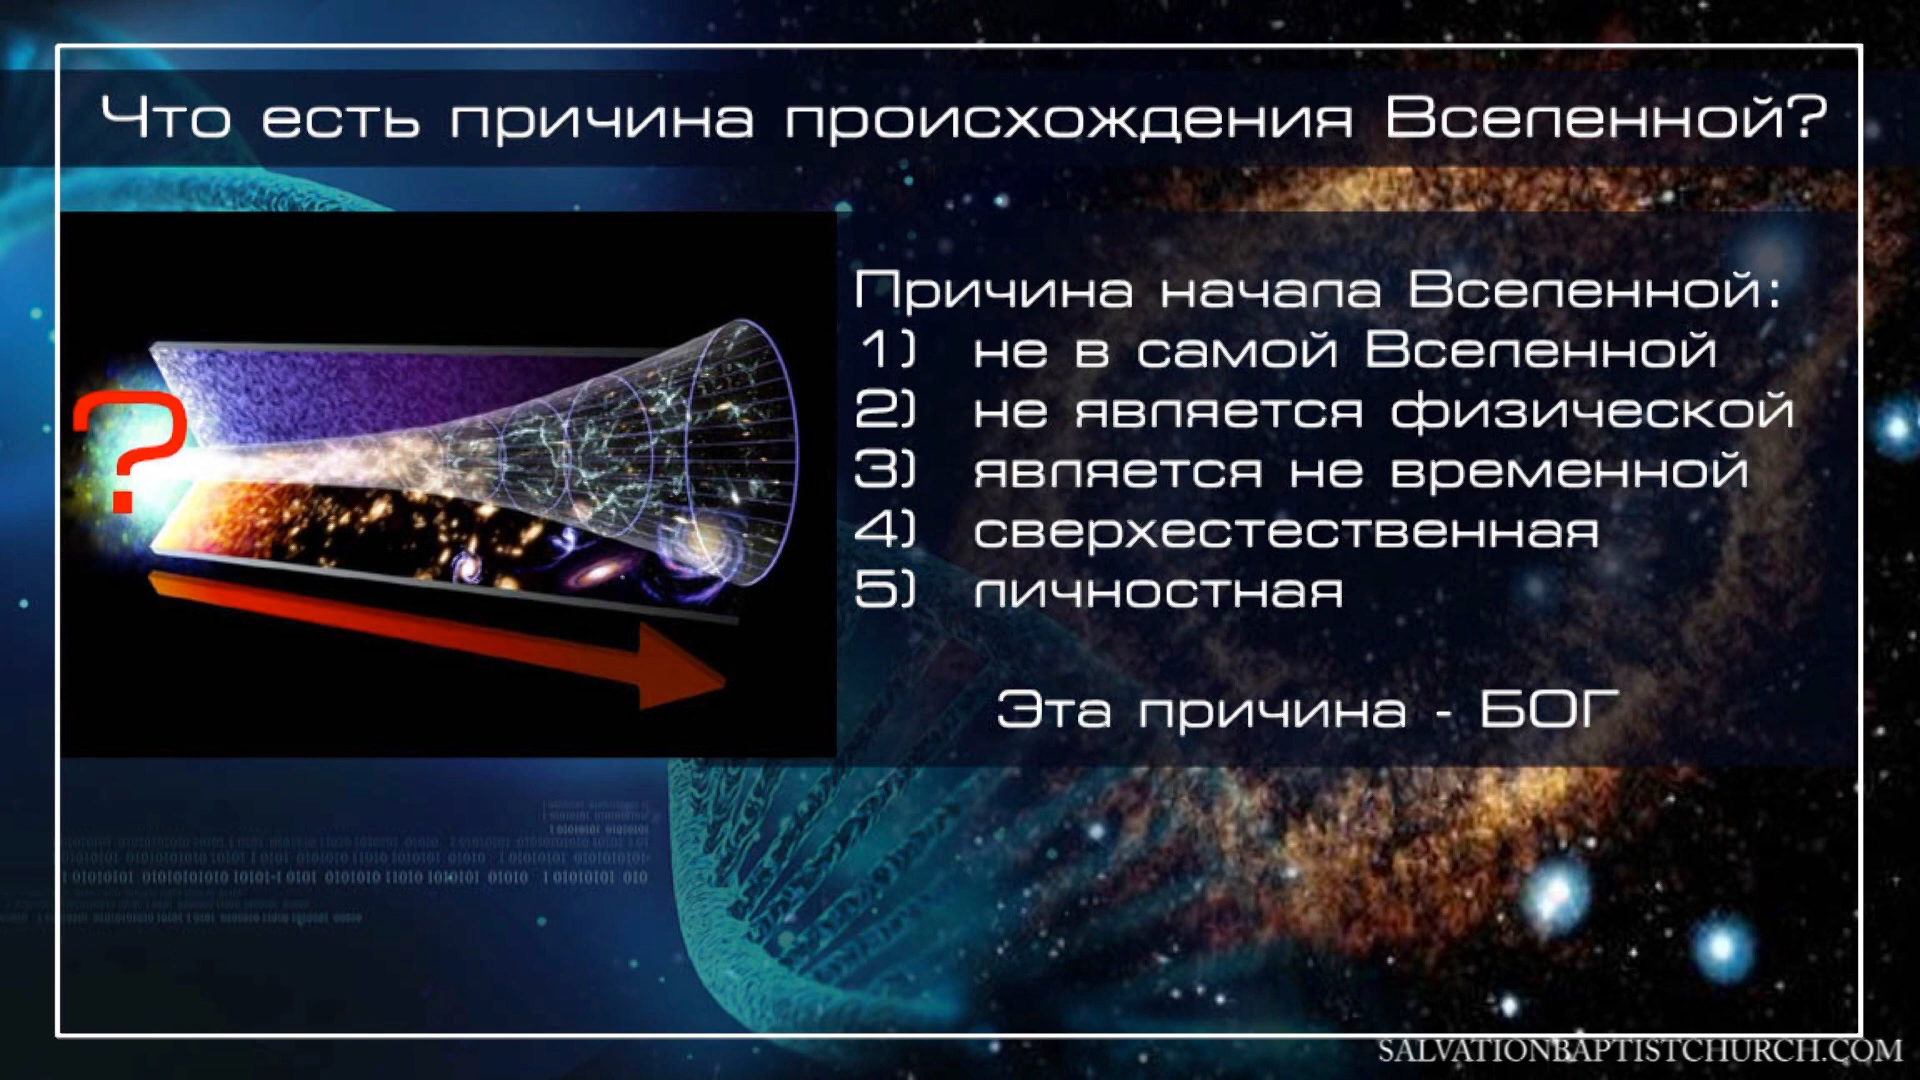 Что есть причина происхождения Вселенной?
?
Причина начала Вселенной:
1) не в самой Вселенной
2) не является физической
3) является не временной
4) сверхестественная
5) личностная
Эта причина - БОГ
SALVATIONBAPTISTCHURCH.COM